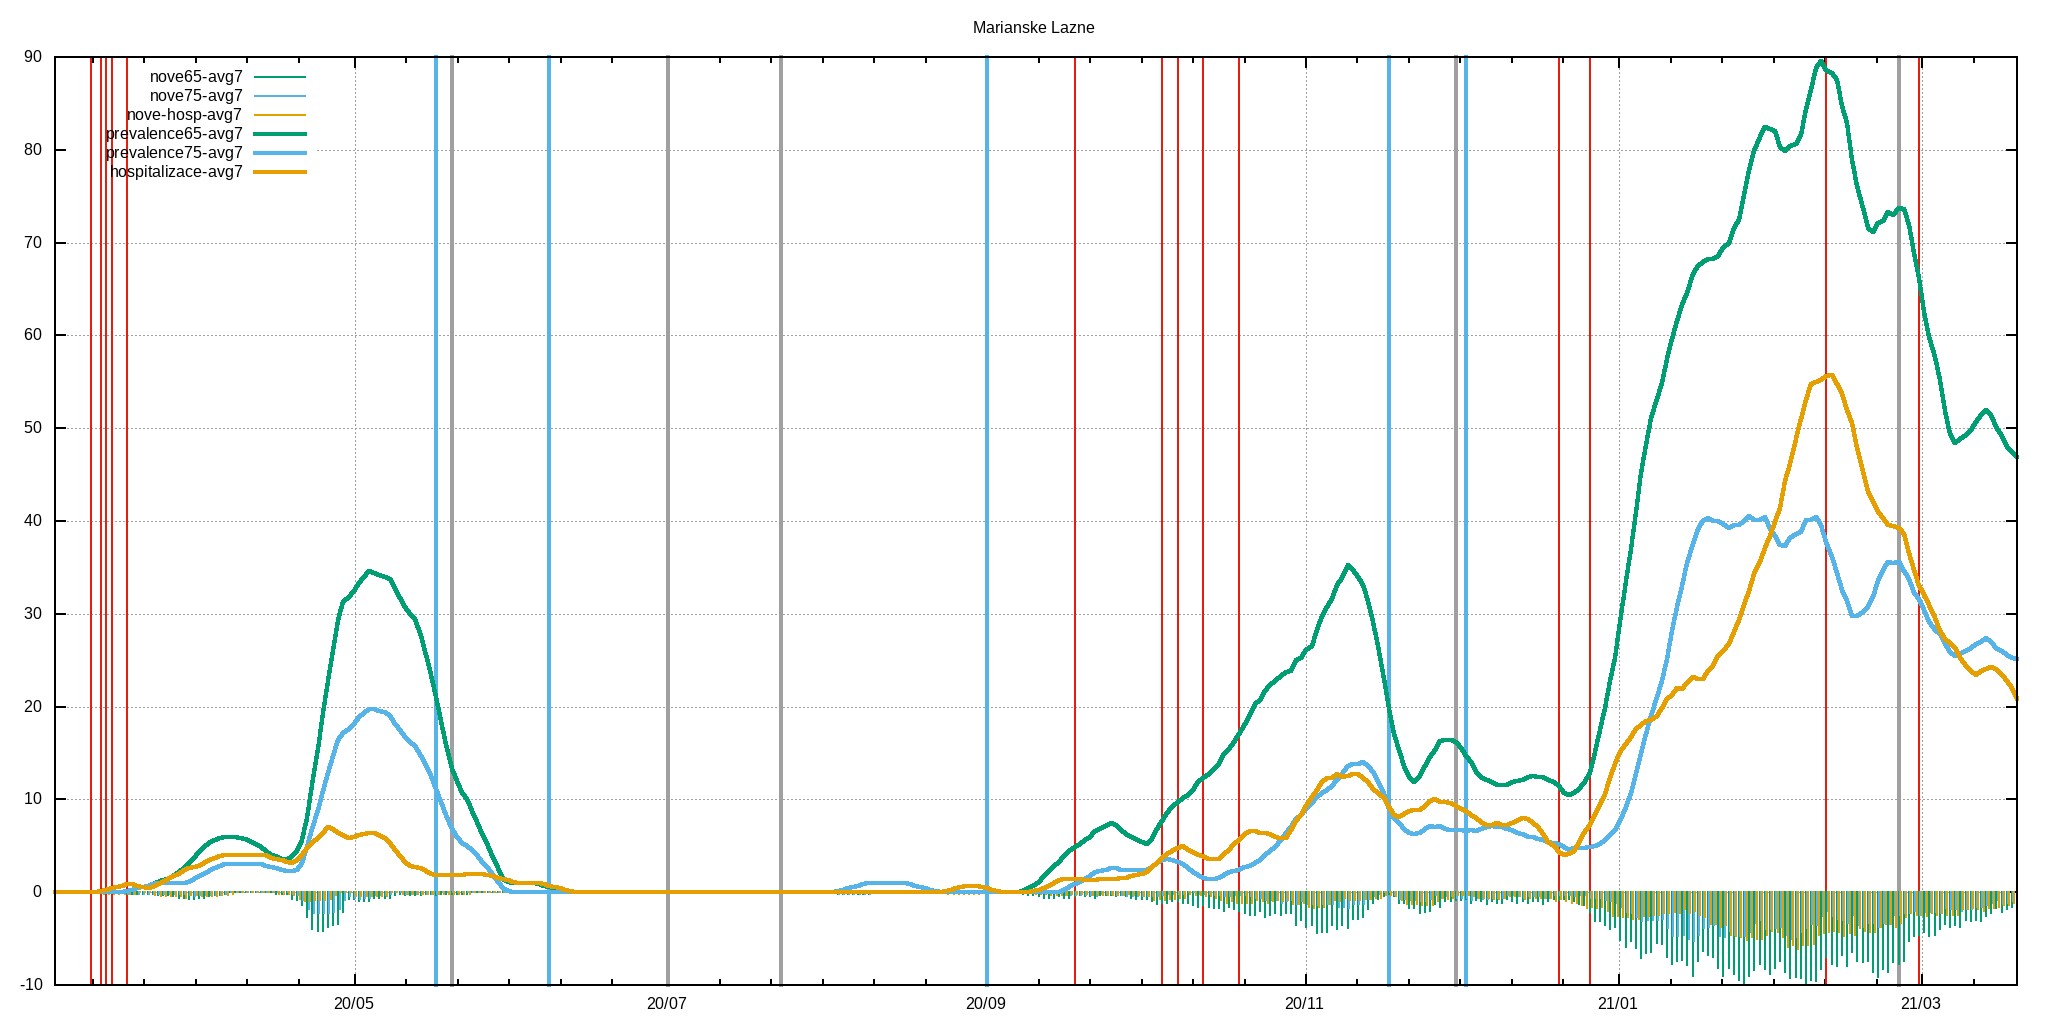 Marianske Lazne
90
80
70
60
50
40
30
20
10
0
-10
nove65-avg7
nove75-avg7
nove-hosp-avg7
prevalence65-avg7
prevalence75-avg7
hospitalizace-avg7
20/05
20/07
20/09
20/11
21/01
21/03